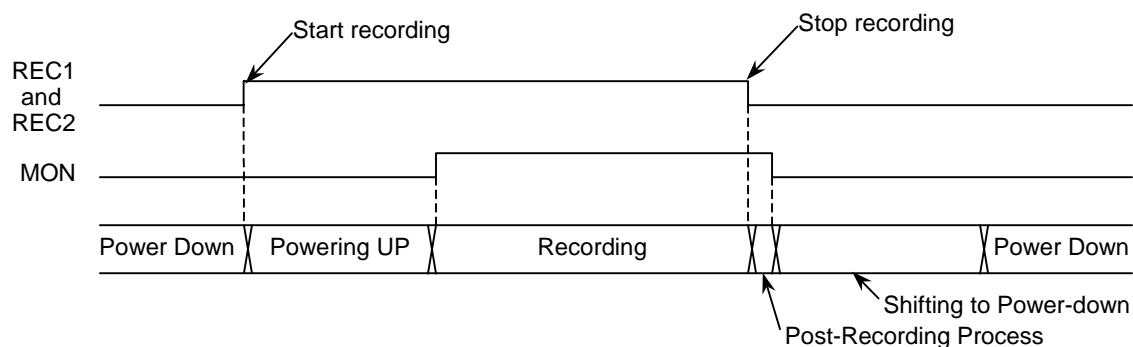 Start recording
Stop recording
REC1
and
REC2
MON
Power Down
Powering UP
Recording
Power Down
Shifting to Power-down
Post-Recording Process